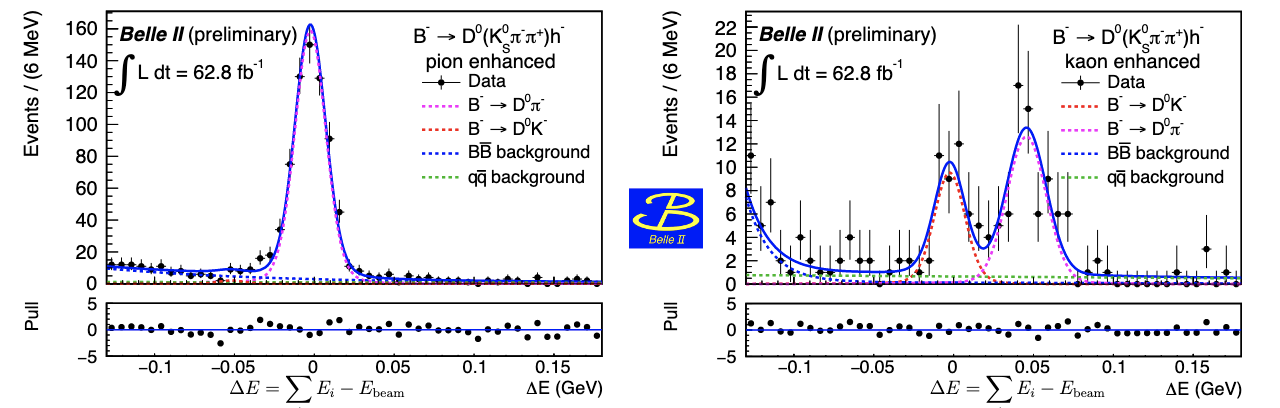 Belle II (preliminary)
∫ L dt = 62.8 fb⁻¹
B⁻ → D⁰(K⁰Sπ⁻π⁺)h⁻
pion enhanced
Data
B⁻ → D⁰π⁻
B⁻ → D⁰K⁻
BB̅ background
qq̅ background
Events / (6 MeV)
160
140
120
100
80
60
40
20
0
Pull
5
0
−5
−0.1
−0.05
0
0.05
0.1
0.15
ΔE = ∑ Ei − Ebeam
ΔE (GeV)
Belle II
Belle II (preliminary)
∫ L dt = 62.8 fb⁻¹
B⁻ → D⁰(K⁰Sπ⁻π⁺)h⁻
kaon enhanced
Data
B⁻ → D⁰K⁻
B⁻ → D⁰π⁻
BB̅ background
qq̅ background
Events / (6 MeV)
22
20
18
16
14
12
10
8
6
4
2
0
Pull
5
0
−5
−0.1
−0.05
0
0.05
0.1
0.15
ΔE = ∑ Ei − Ebeam
ΔE (GeV)